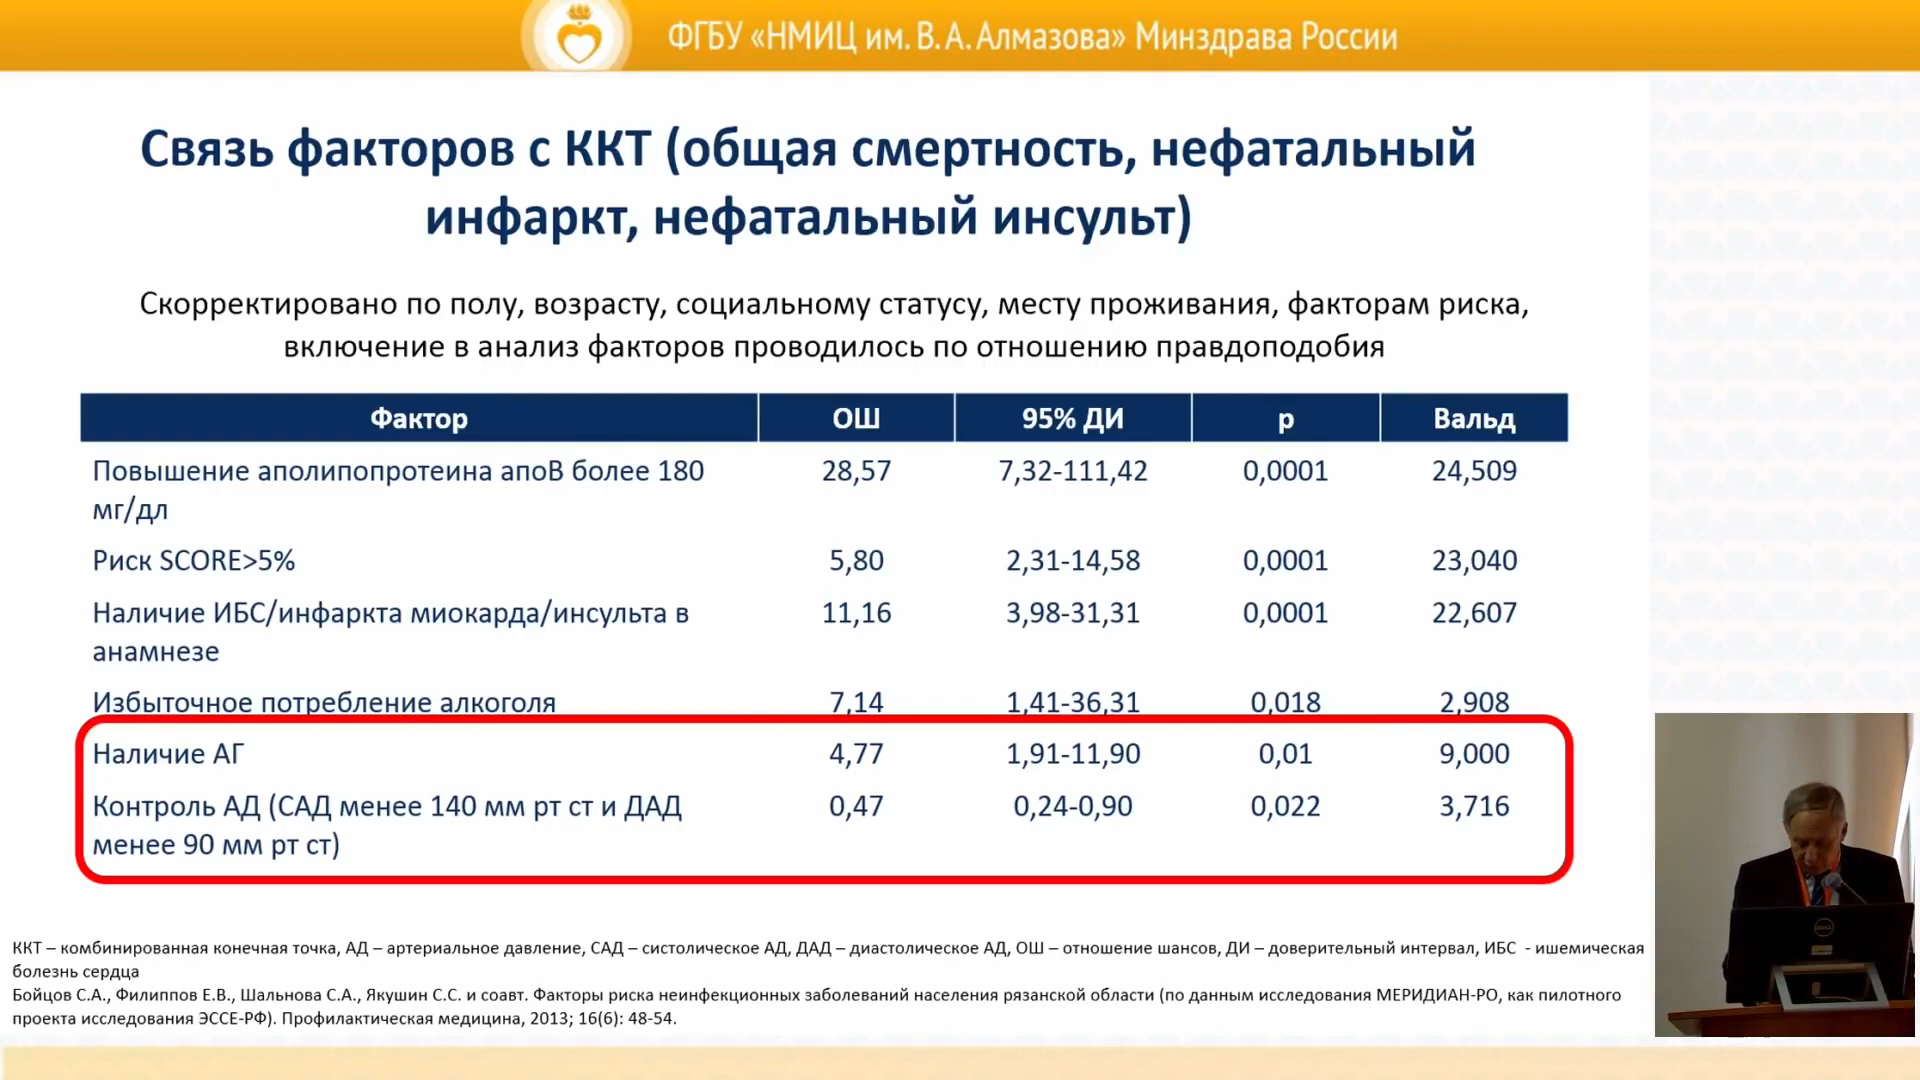 ФГБУ «НМИЦ им. В. А. Алмазова» Минздрава России
Связь факторов с ККТ (общая смертность, нефатальный
инфаркт, нефатальный инсульт)
Скорректировано по полу, возрасту, социальному статусу, месту проживания, факторам риска,
включение в анализ факторов проводилось по отношению правдоподобия
Фактор ОШ 95% ДИ p Вальд
Повышение аполипопротеина апоВ более 180 28,57 7,32-111,42 0,0001 24,509
мг/дл
Риск SCORE>5% 5,80 2,31-14,58 0,0001 23,040
Наличие ИБС/инфаркта миокарда/инсульта в 11,16 3,98-31,31 0,0001 22,607
анамнезе
Избыточное потребление алкоголя 7,14 1,41-36,31 0,018 2,908
Наличие АГ 4,77 1,91-11,90 0,01 9,000
Контроль АД (САД менее 140 мм рт ст и ДАД 0,47 0,24-0,90 0,022 3,716
менее 90 мм рт ст)
ККТ – комбинированная конечная точка, АД – артериальное давление, САД – систолическое АД, ДАД – диастолическое АД, ОШ – отношение шансов, ДИ – доверительный интервал, ИБС - ишемическая
болезнь сердца
Бойцов С.А., Филиппов Е.В., Шальнова С.А., Якушин С.С. и соавт. Факторы риска неинфекционных заболеваний населения рязанской области (по данным исследования МЕРИДИАН-РО, как пилотного
проекта исследования ЭССЕ-РФ). Профилактическая медицина, 2013; 16(6): 48-54.